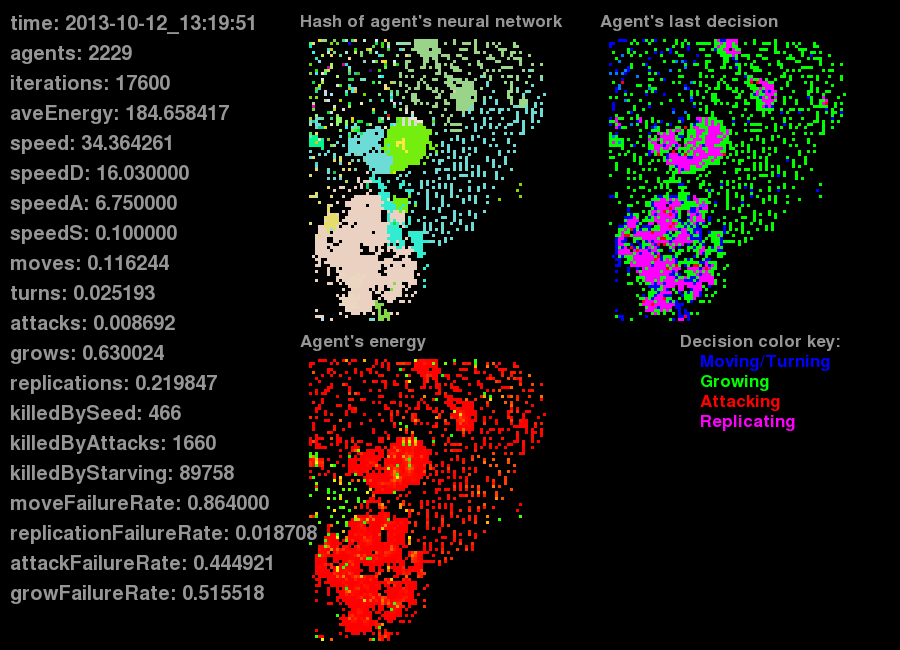 time: 2013-10-12_13:19:51
agents: 2229
iterations: 17600
aveEnergy: 184.658417
speed: 34.364261
speedD: 16.030000
speedA: 6.750000
speedS: 0.100000
moves: 0.116244
turns: 0.025193
attacks: 0.008692
grows: 0.630024
replications: 0.219847
killedBySeed: 466
killedByAttacks: 1660
killedByStarving: 89758
moveFailureRate: 0.864000
replicationFailureRate: 0.018708
attackFailureRate: 0.444921
growFailureRate: 0.515518
Hash of agent's neural network
Agent's last decision
Agent's energy
Decision color key:
Moving/Turning
Growing
Attacking
Replicating